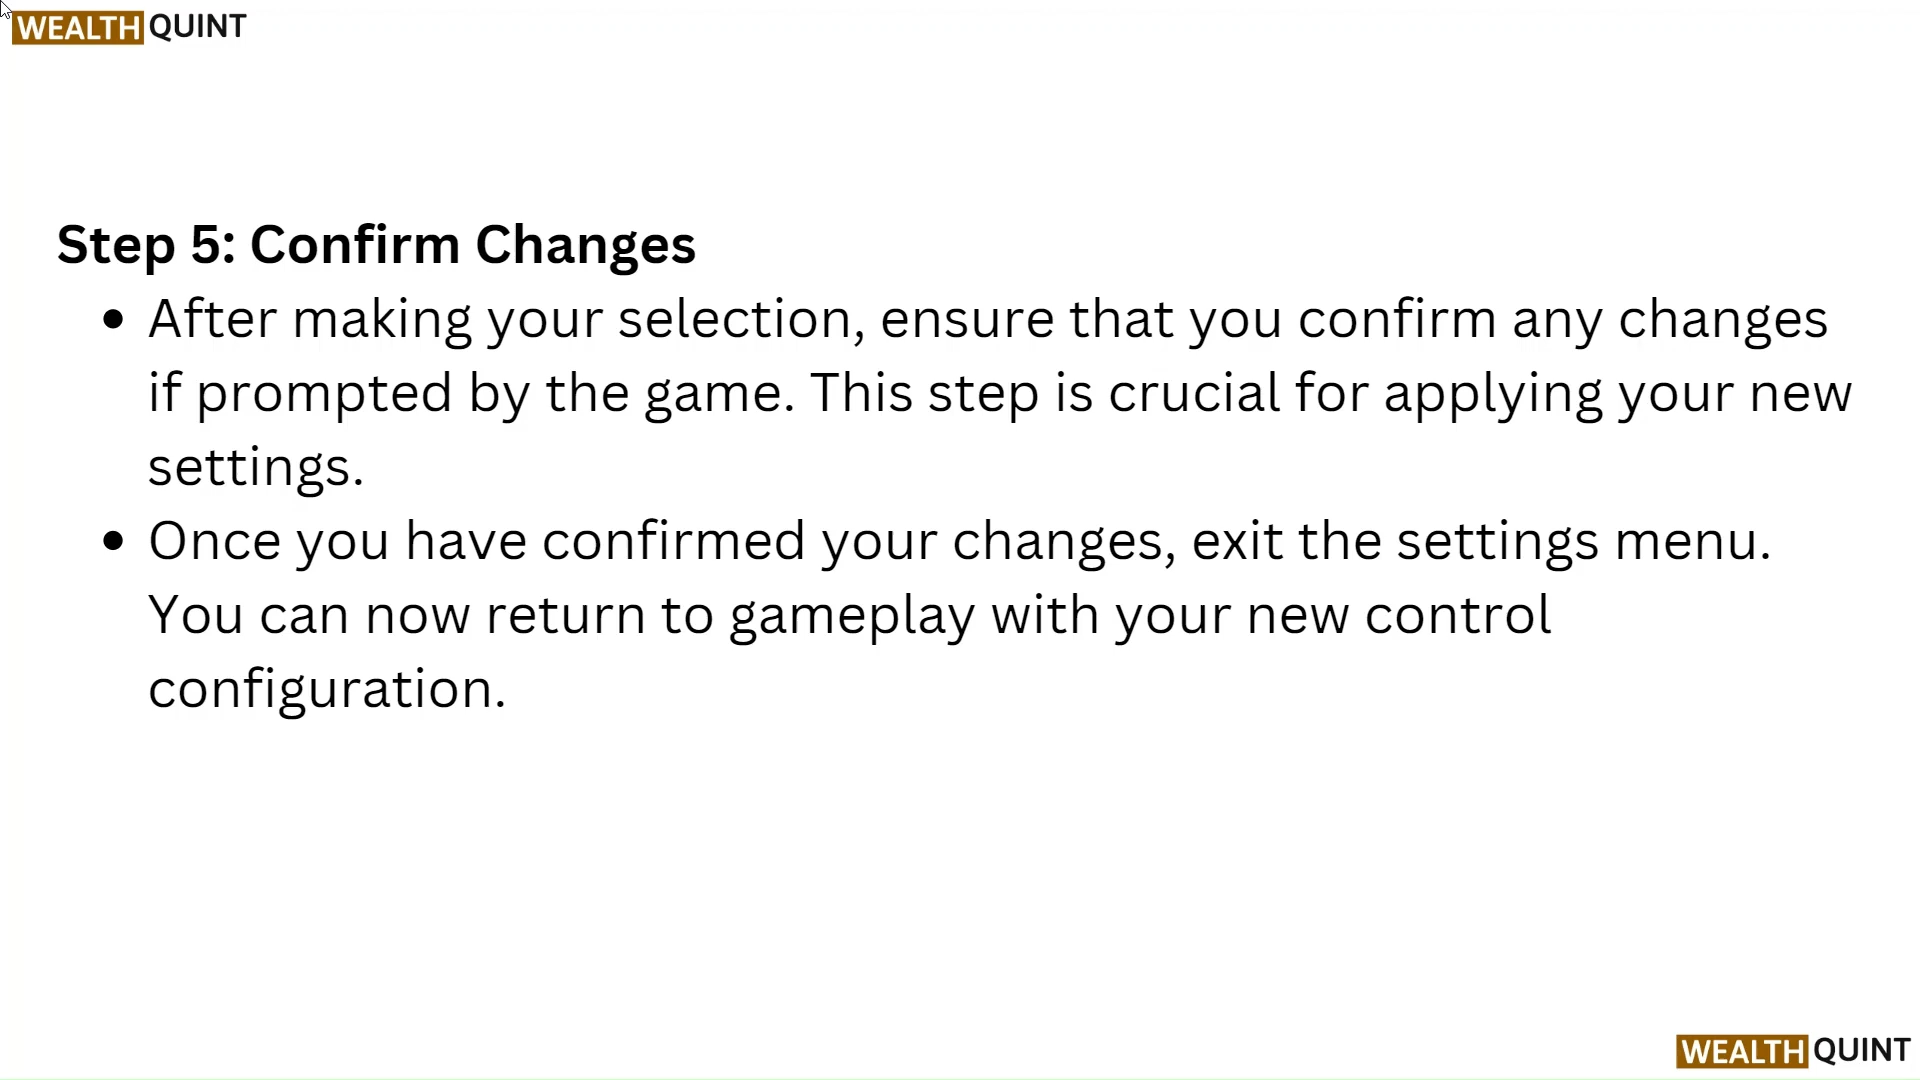 WEALTH QUINT
Step 5: Confirm Changes
• After making your selection, ensure that you confirm any changes
if prompted by the game. This step is crucial for applying your new
settings.
• Once you have confirmed your changes, exit the settings menu.
You can now return to gameplay with your new control
configuration.
WEALTH QUINT